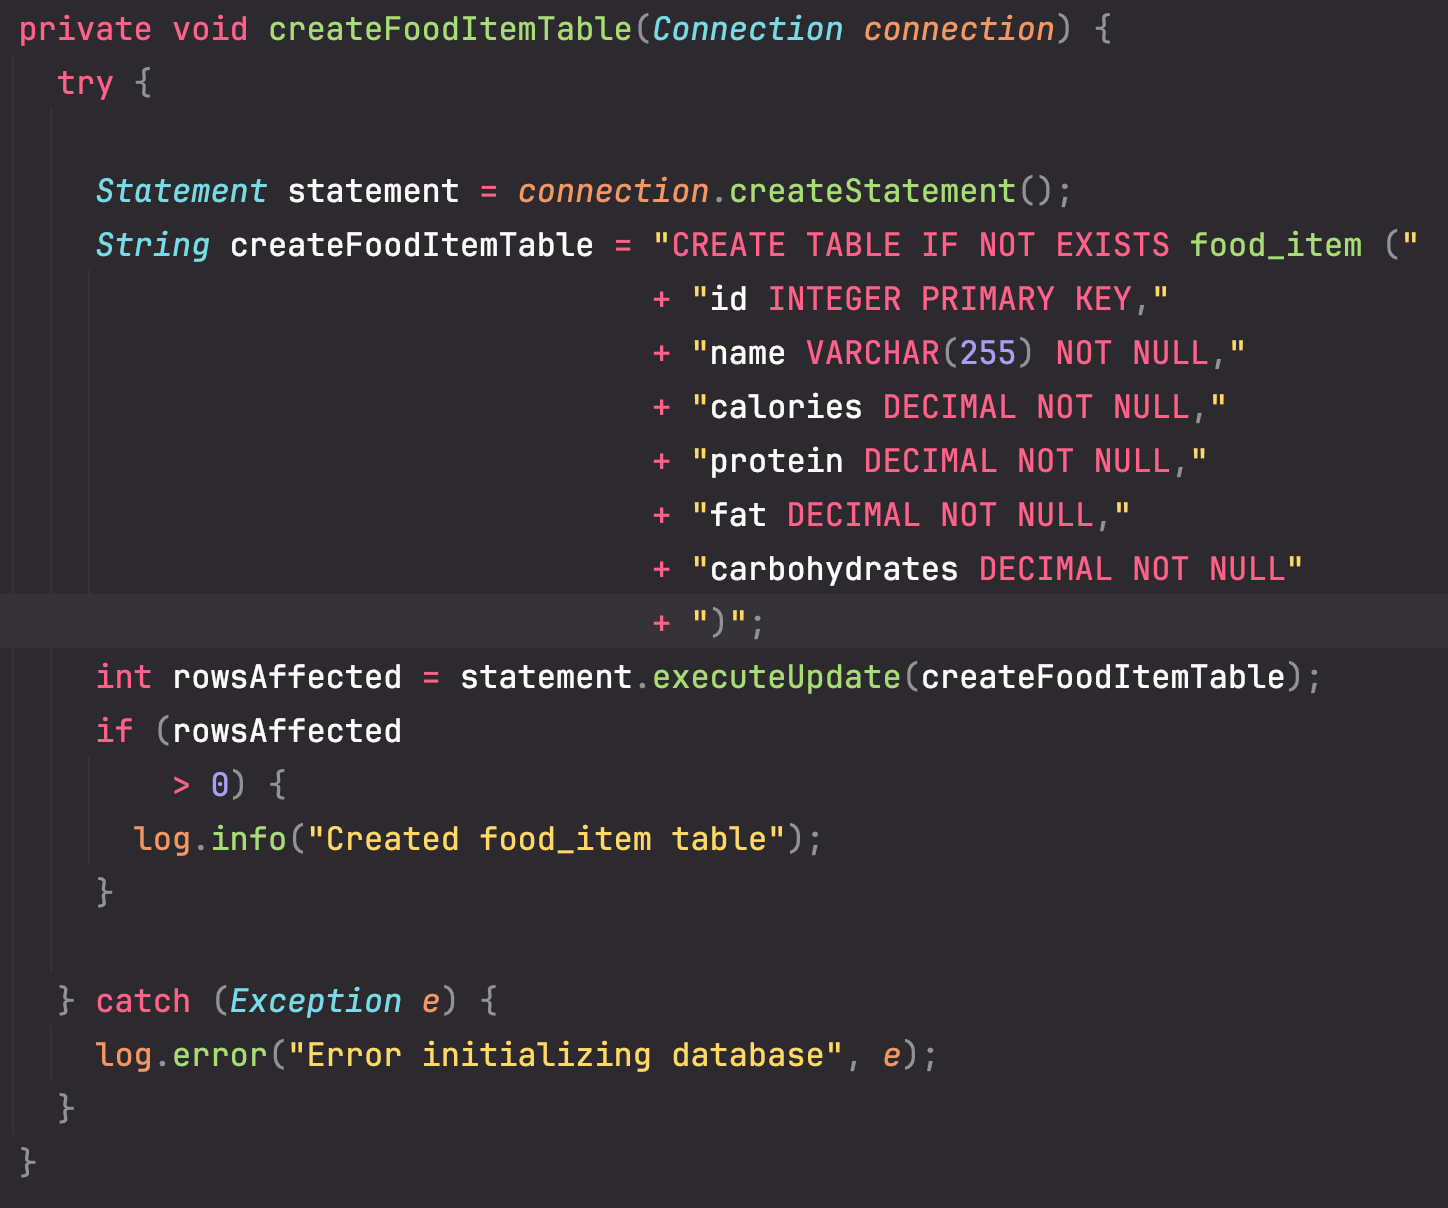 private void createFoodItemTable(Connection connection) {
  try {

    Statement statement = connection.createStatement();
    String createFoodItemTable = "CREATE TABLE IF NOT EXISTS food_item ("
                                 + "id INTEGER PRIMARY KEY,"
                                 + "name VARCHAR(255) NOT NULL,"
                                 + "calories DECIMAL NOT NULL,"
                                 + "protein DECIMAL NOT NULL,"
                                 + "fat DECIMAL NOT NULL,"
                                 + "carbohydrates DECIMAL NOT NULL"
                                 + ")";
    int rowsAffected = statement.executeUpdate(createFoodItemTable);
    if (rowsAffected
        > 0) {
      log.info("Created food_item table");
    }

  } catch (Exception e) {
    log.error("Error initializing database", e);
  }
}